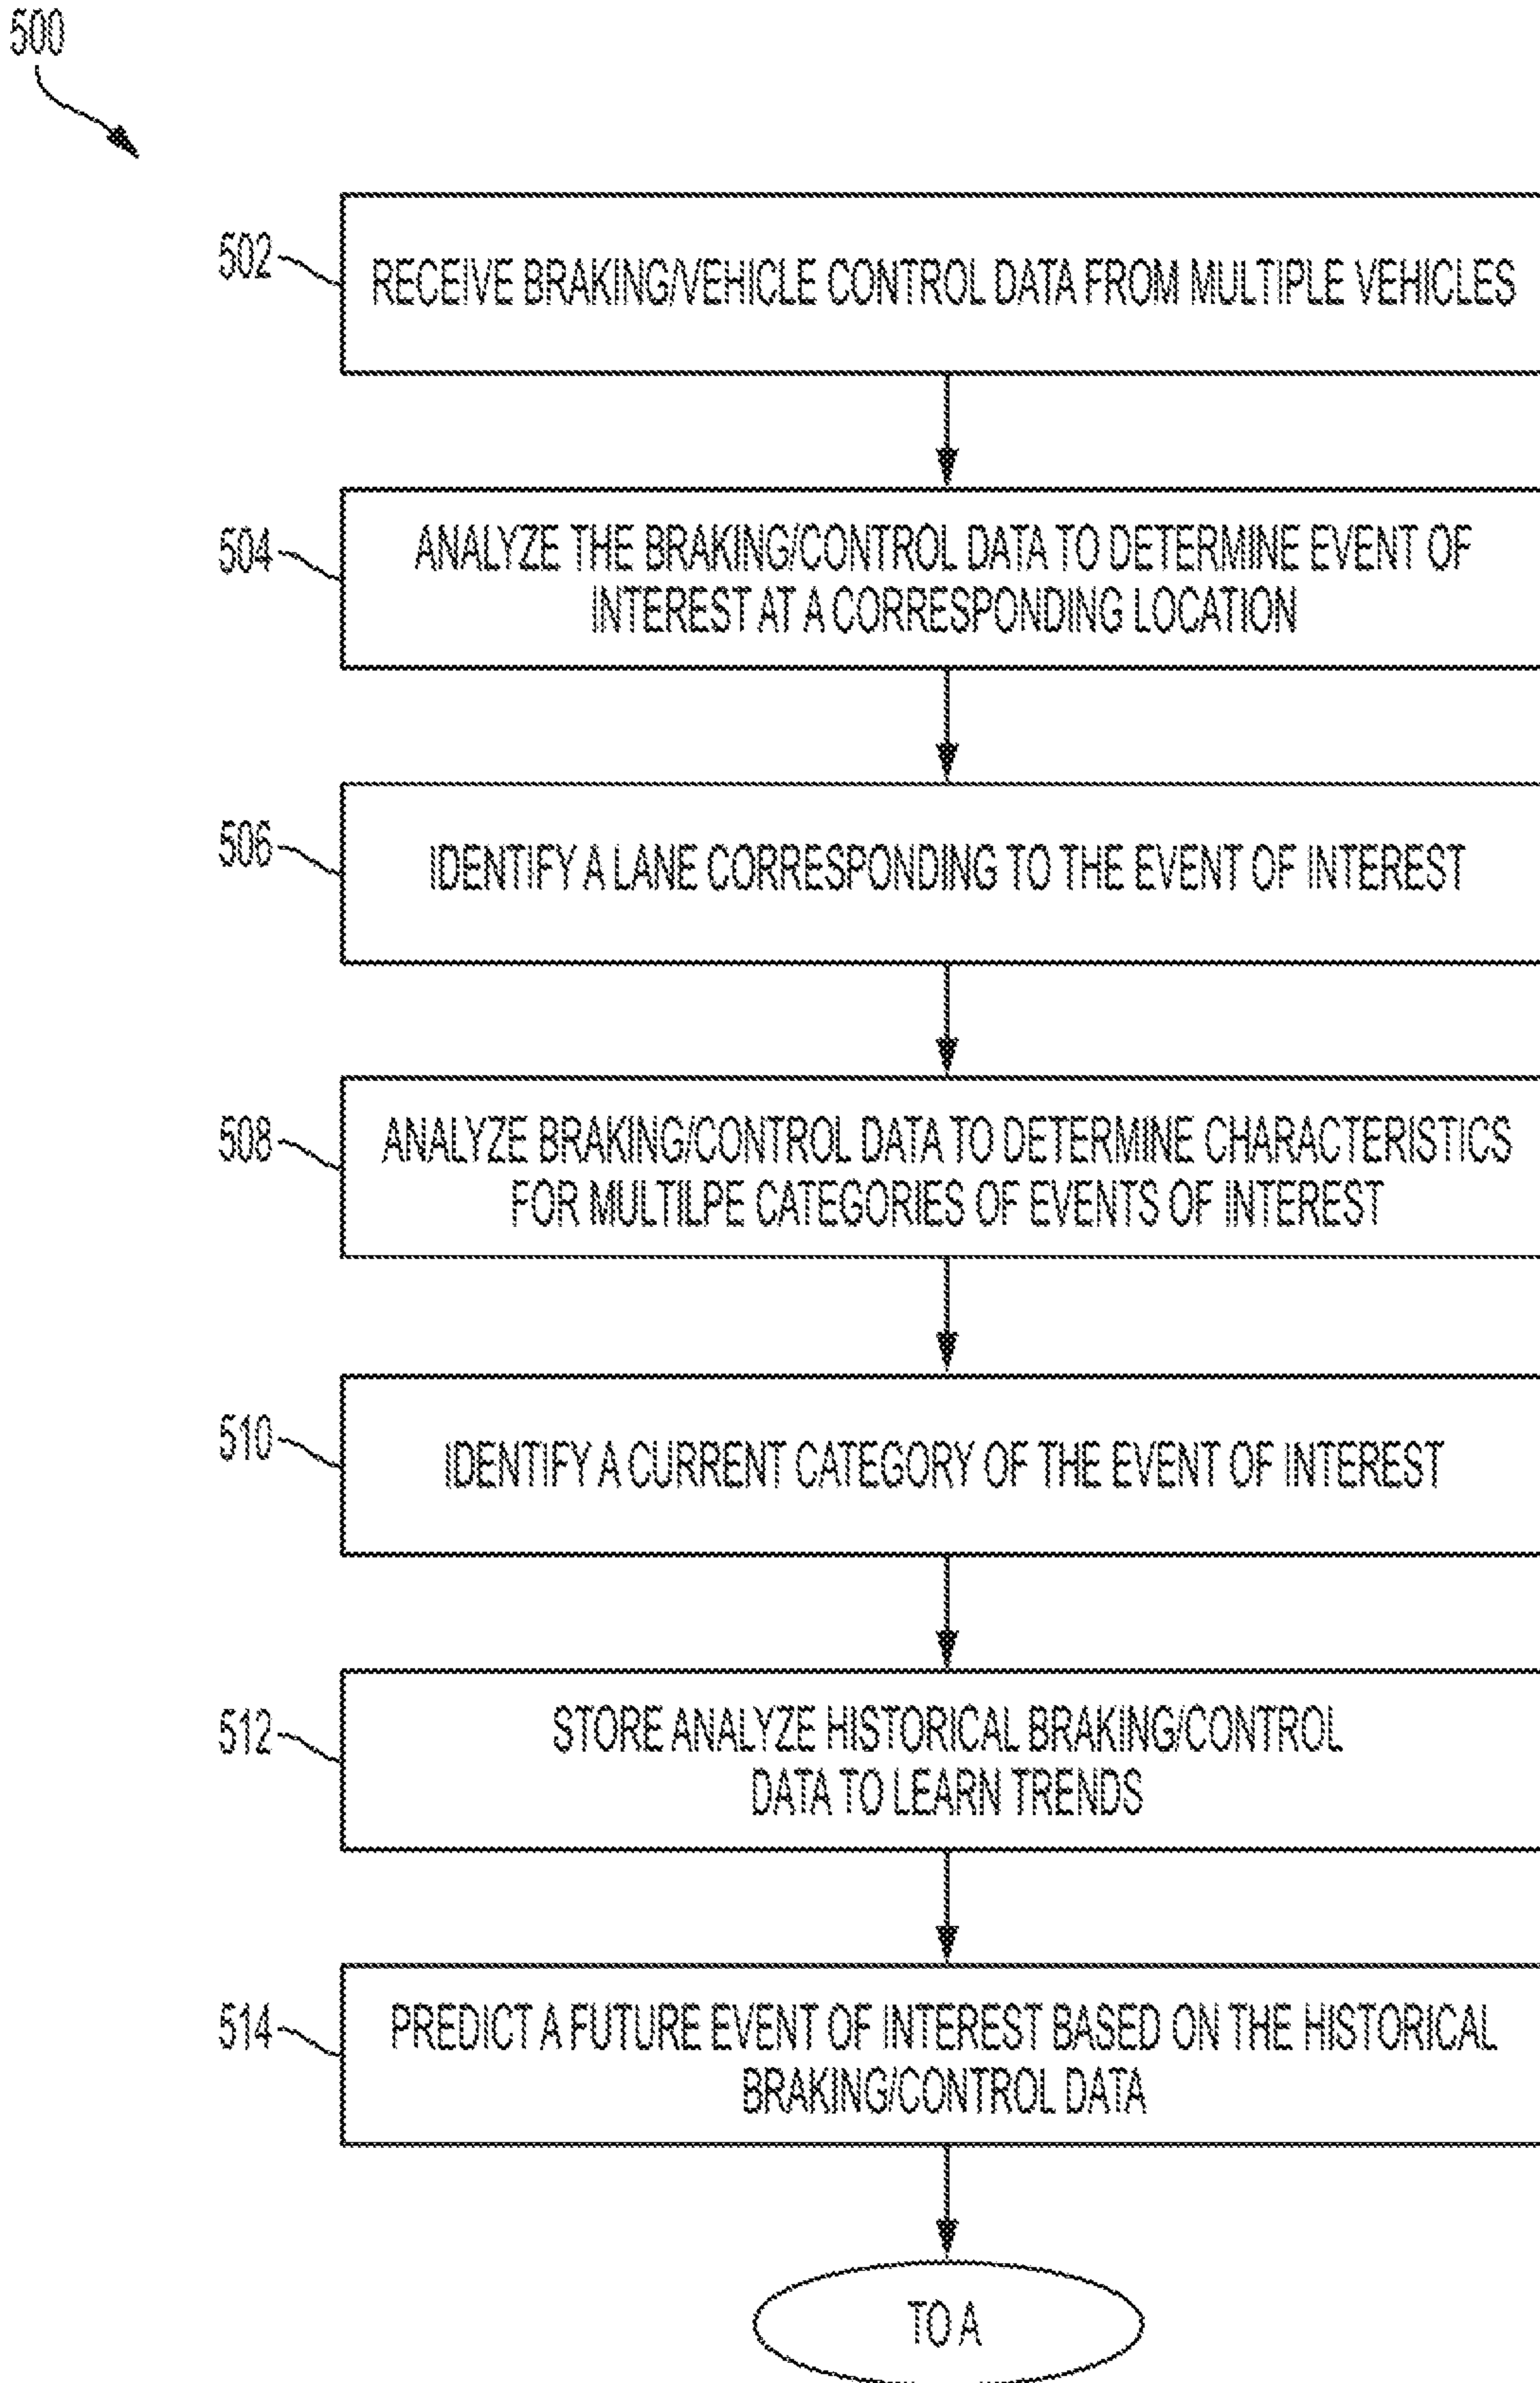 500
502
RECEIVE BRAKING/VEHICLE CONTROL DATA FROM MULTIPLE VEHICLES
504
ANALYZE THE BRAKING/CONTROL DATA TO DETERMINE EVENT OF
INTEREST AT A CORRESPONDING LOCATION
506
IDENTIFY A LANE CORRESPONDING TO THE EVENT OF INTEREST
508
ANALYZE BRAKING/CONTROL DATA TO DETERMINE CHARACTERISTICS
FOR MULTILPE CATEGORIES OF EVENTS OF INTEREST
510
IDENTIFY A CURRENT CATEGORY OF THE EVENT OF INTEREST
512
STORE ANALYZE HISTORICAL BRAKING/CONTROL
DATA TO LEARN TRENDS
514
PREDICT A FUTURE EVENT OF INTEREST BASED ON THE HISTORICAL
BRAKING/CONTROL DATA
TO A